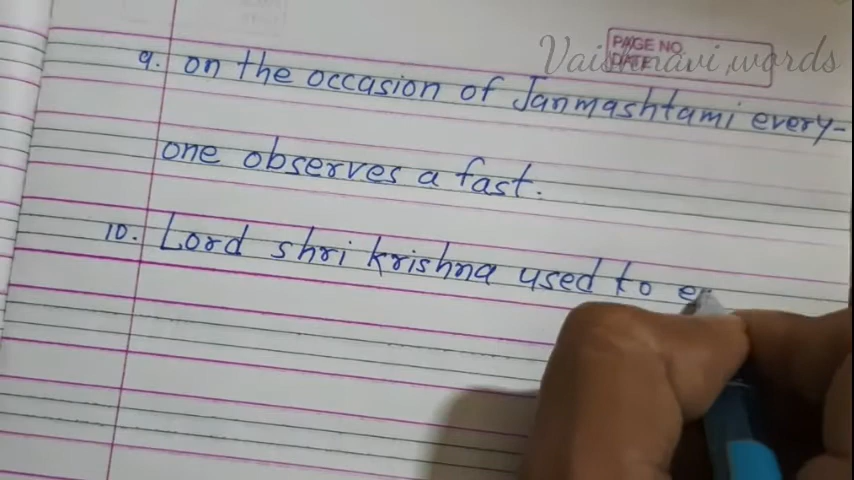 Vaishnavi words
PAGE NO.
DATE
9. on the occasion of Janmashtami every-
one observes a fast.
10. Lord shri krishna used to e